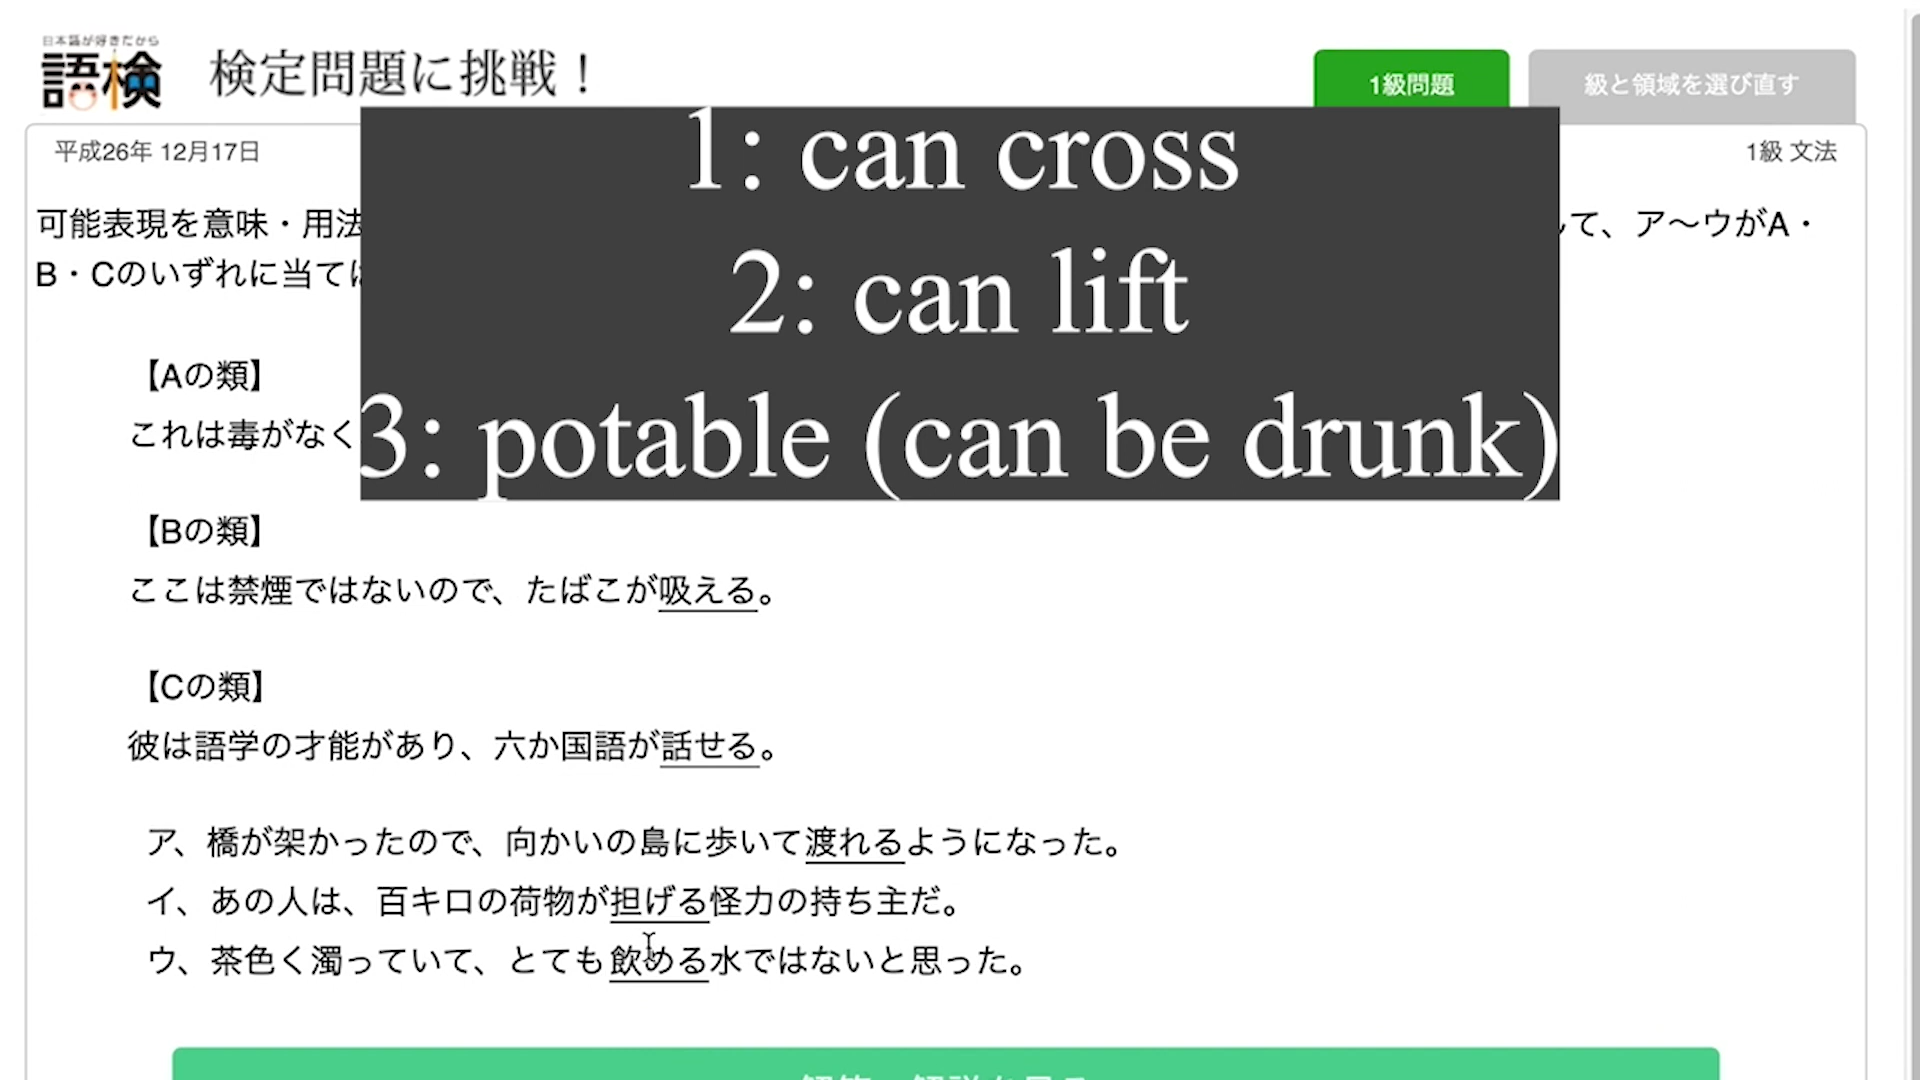 日本語が好きだから
語検
検定問題に挑戦！
1級問題
級と領域を選び直す
平成26年 12月17日
1級 文法
1: can cross
2: can lift
3: potable (can be drunk)
可能表現を意味・用法
て、ア～ウがA・
B・Cのいずれに当ては
【Aの類】
これは毒がなく
【Bの類】
ここは禁煙ではないので、たばこが吸える。
【Cの類】
彼は語学の才能があり、六か国語が話せる。
ア、橋が架かったので、向かいの島に歩いて渡れるようになった。
イ、あの人は、百キロの荷物が担げる怪力の持ち主だ。
ウ、茶色く濁っていて、とても飲める水ではないと思った。